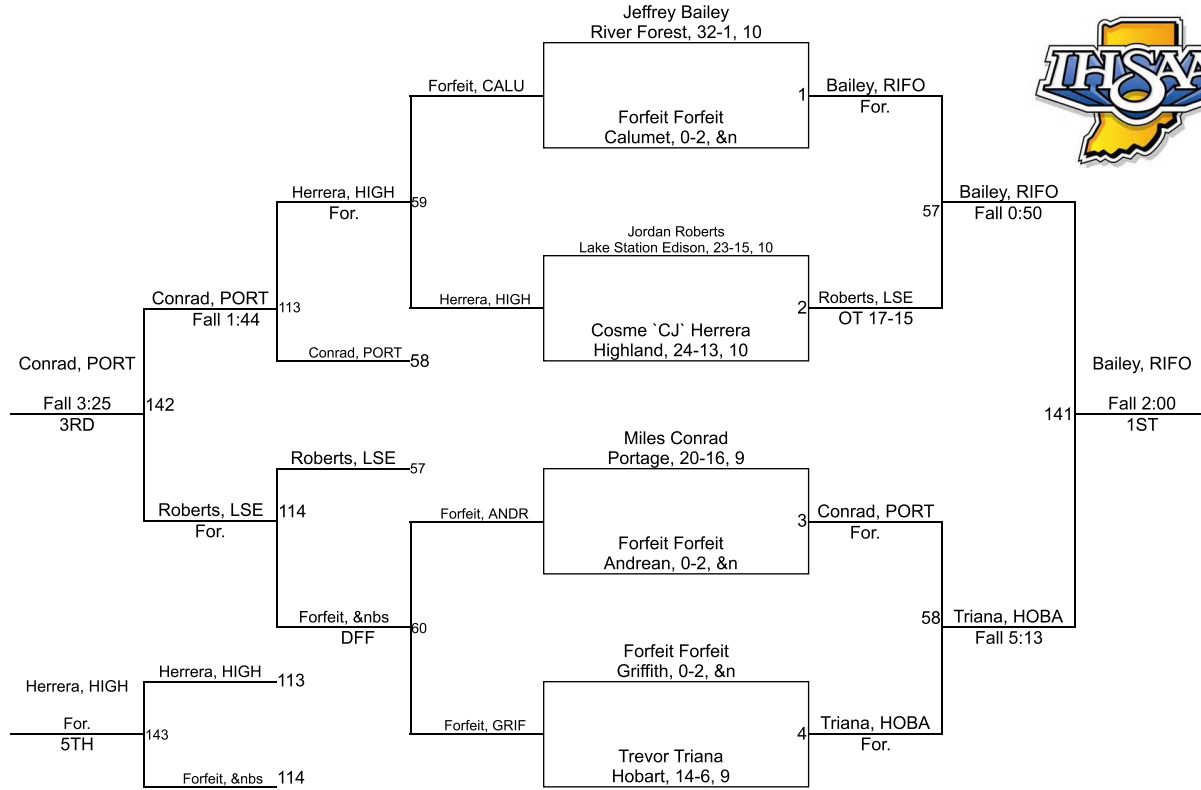 Jeffrey Bailey
River Forest, 32-1, 10
IHSAA
Forfeit, CALU
1
Bailey, RIFO
For.
Forfeit Forfeit
Calumet, 0-2, &n
Herrera, HIGH
For.
59
57
Bailey, RIFO
Fall 0:50
Jordan Roberts
Lake Station Edison, 23-15, 10
Conrad, PORT
Fall 1:44
113
Herrera, HIGH
2
Roberts, LSE
OT 17-15
Cosme `CJ` Herrera
Highland, 24-13, 10
Conrad, PORT
58
Conrad, PORT
Fall 3:25
3RD
142
Bailey, RIFO
141
Fall 2:00
1ST
Miles Conrad
Portage, 20-16, 9
Roberts, LSE
57
Roberts, LSE
For.
114
Forfeit, ANDR
3
Conrad, PORT
For.
Forfeit Forfeit
Andrean, 0-2, &n
Forfeit, &nbs
DFF
60
58
Triana, HOBA
Fall 5:13
Forfeit Forfeit
Griffith, 0-2, &n
Herrera, HIGH
113
Herrera, HIGH
For.
5TH
143
Forfeit, GRIF
4
Triana, HOBA
For.
Trevor Triana
Hobart, 14-6, 9
Forfeit, &nbs
114